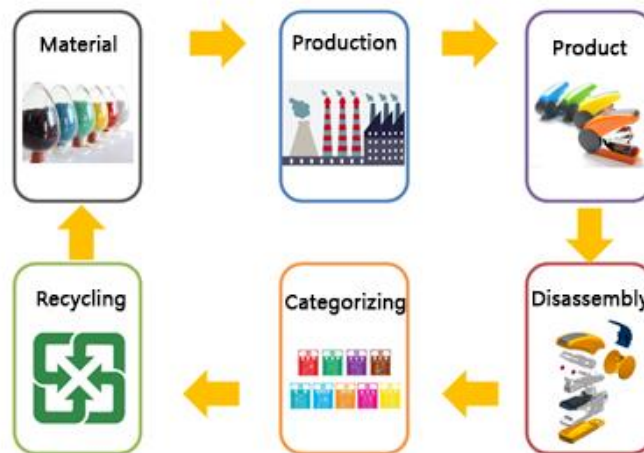 Material
Production
Product
Recycling
Categorizing
Disassembly